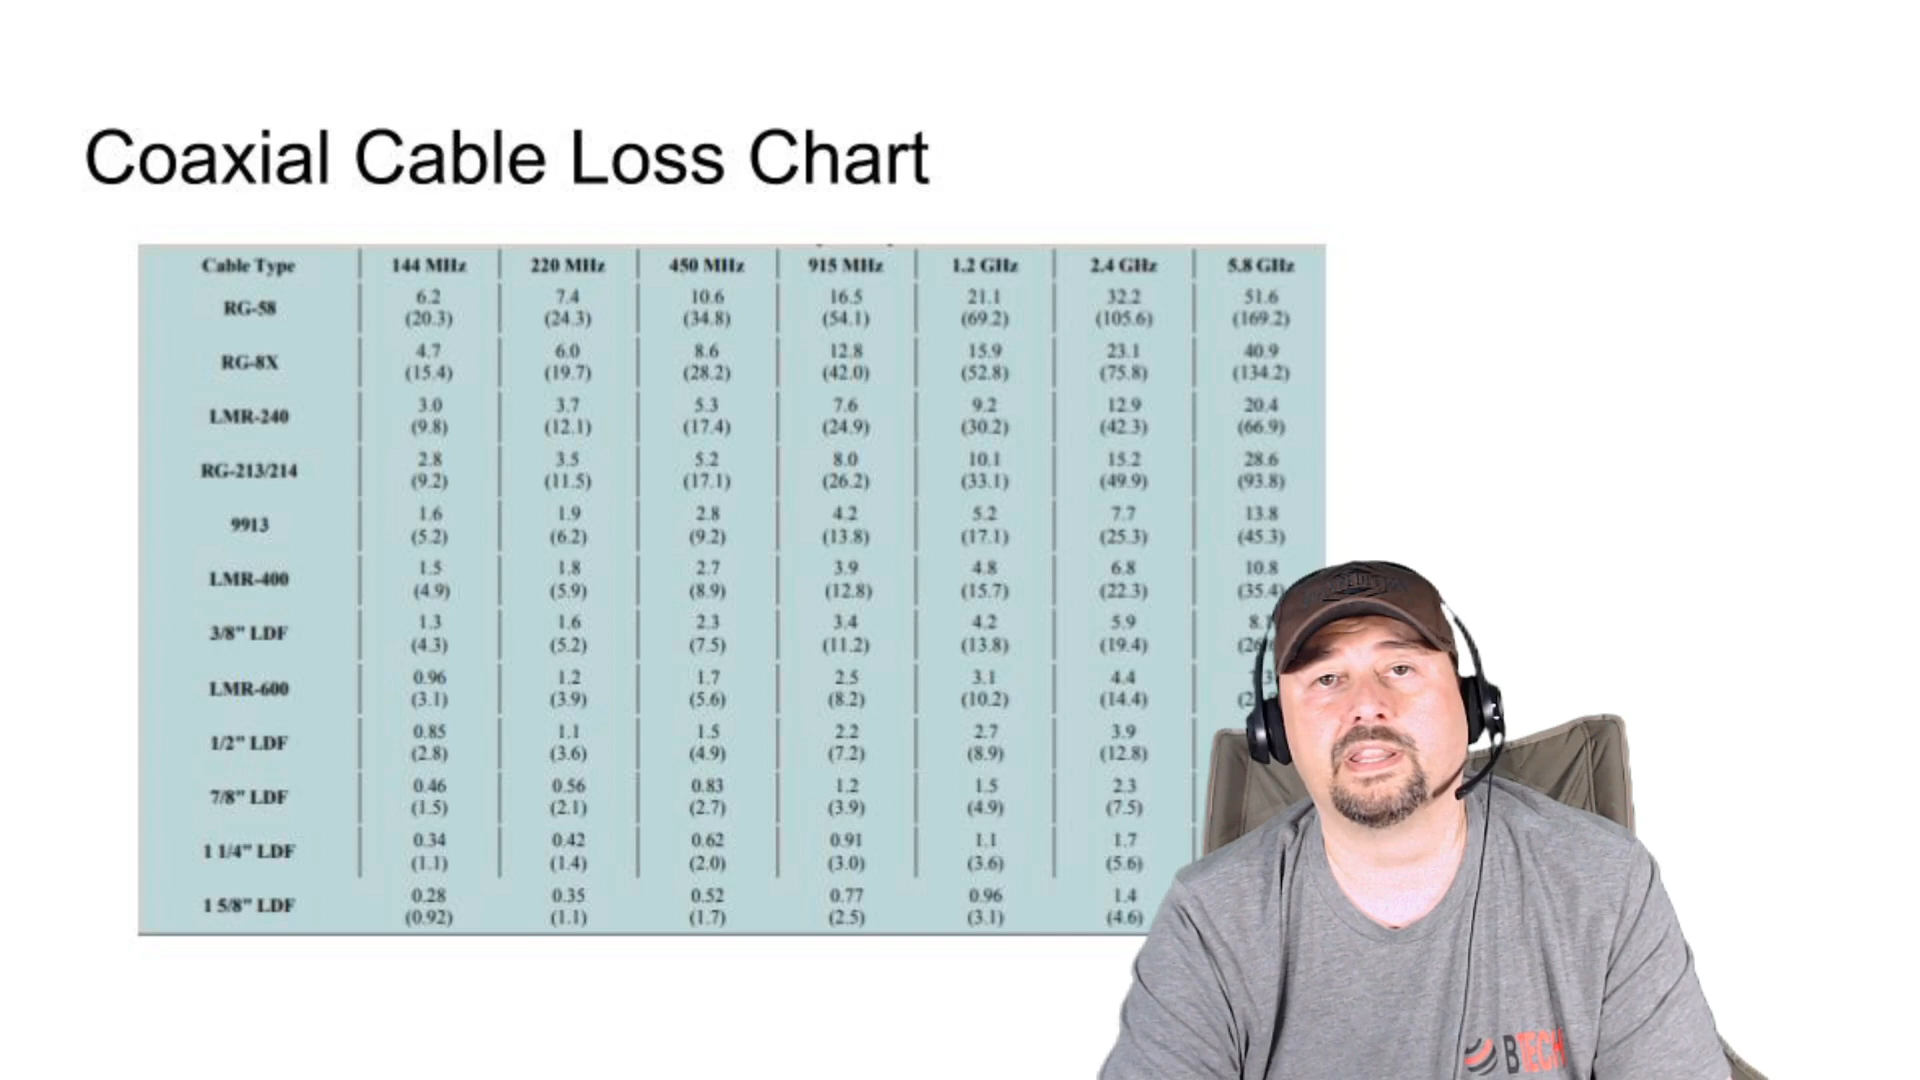 Coaxial Cable Loss Chart
Cable Type 144 MHz 220 MHz 450 MHz 915 MHz 1.2 GHz 2.4 GHz 5.8 GHz
RG-58 6.2 7.4 10.6 16.5 21.1 32.2 51.6
(20.3) (24.3) (34.8) (54.1) (69.2) (105.6) (169.2)
RG-8X 4.7 6.0 8.6 12.8 15.9 23.1 40.9
(15.4) (19.7) (28.2) (42.0) (52.8) (75.8) (134.2)
LMR-240 3.0 3.7 5.3 7.6 9.2 12.9 20.4
(9.8) (12.1) (17.4) (24.9) (30.2) (42.3) (66.9)
RG-213/214 2.8 3.5 5.2 8.0 10.1 15.2 28.6
(9.2) (11.5) (17.1) (26.2) (33.1) (49.9) (93.8)
9913 1.6 1.9 2.8 4.2 5.2 7.7 13.8
(5.2) (6.2) (9.2) (13.8) (17.1) (25.3) (45.3)
LMR-400 1.5 1.8 2.7 3.9 4.8 6.8 10.8
(4.9) (5.9) (8.9) (12.8) (15.7) (22.3) (35.4)
3/8" LDF 1.3 1.6 2.3 3.4 4.2 5.9
(4.3) (5.2) (7.5) (11.2) (13.8) (19.4)
LMR-600 0.96 1.2 1.7 2.5 3.1 4.4
(3.1) (3.9) (5.6) (8.2) (10.2) (14.4)
1/2" LDF 0.85 1.1 1.5 2.2 2.7 3.9
(2.8) (3.6) (4.9) (7.2) (8.9) (12.8)
7/8" LDF 0.46 0.56 0.83 1.2 1.5 2.3
(1.5) (2.1) (2.7) (3.9) (4.9) (7.5)
1 1/4" LDF 0.34 0.42 0.62 0.91 1.1 1.7
(1.1) (1.4) (2.0) (3.0) (3.6) (5.6)
1 5/8" LDF 0.28 0.35 0.52 0.77 0.96 1.4
(0.92) (1.1) (1.7) (2.5) (3.1) (4.6)
BTECH